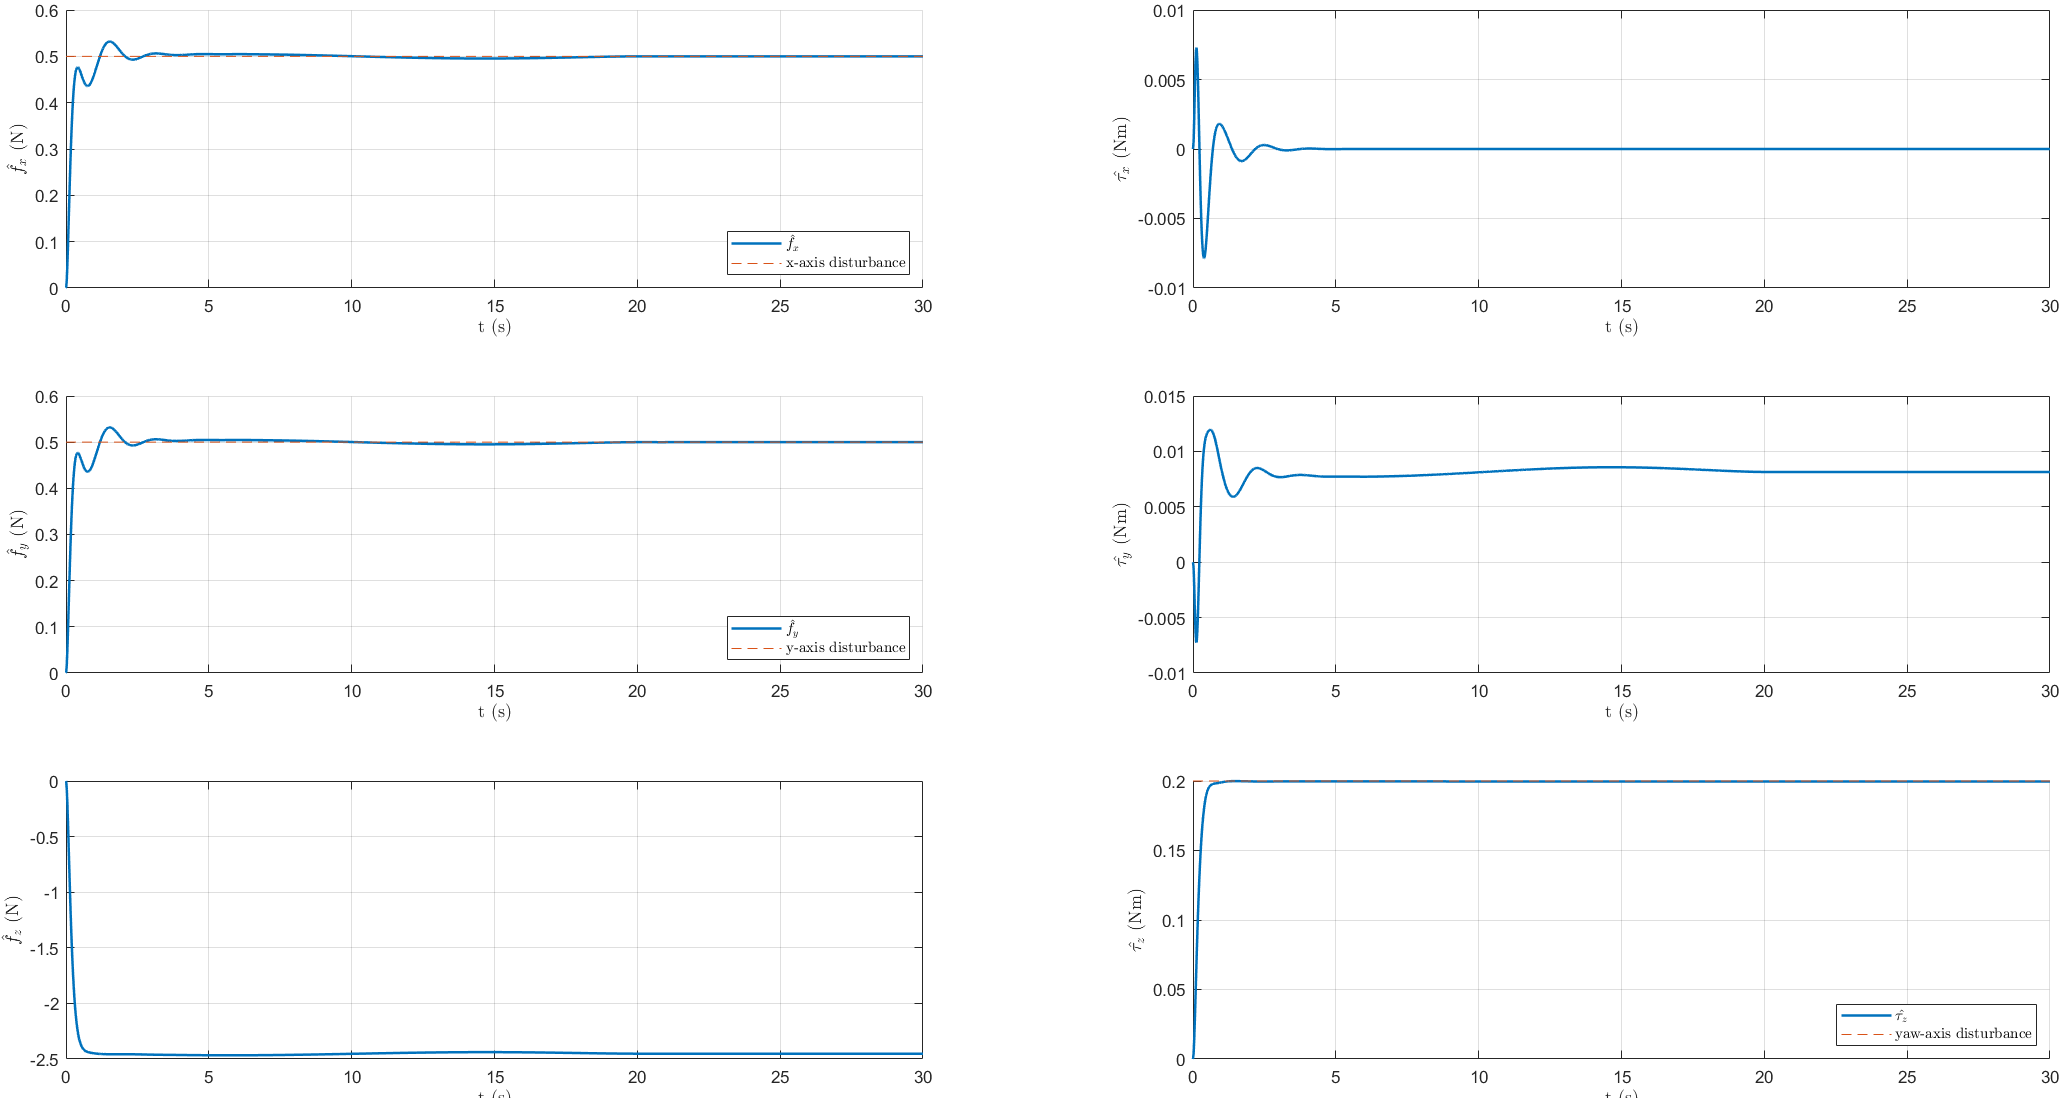 0.6
0.5
0.4
0.3
0.2
0.1
0
f̂x (N)
0 5 10 15 20 25 30
t (s)
f̂x
x-axis disturbance
0.01
0.005
0
-0.005
-0.01
τ̂x (Nm)
0 5 10 15 20 25 30
t (s)
0.6
0.5
0.4
0.3
0.2
0.1
0
f̂y (N)
0 5 10 15 20 25 30
t (s)
f̂y
y-axis disturbance
0.015
0.01
0.005
0
-0.005
-0.01
τ̂y (Nm)
0 5 10 15 20 25 30
t (s)
0
-0.5
-1
-1.5
-2
-2.5
f̂z (N)
0 5 10 15 20 25 30
t (s)
0.2
0.15
0.1
0.05
0
τ̂z (Nm)
0 5 10 15 20 25 30
t (s)
τ̂z
yaw-axis disturbance